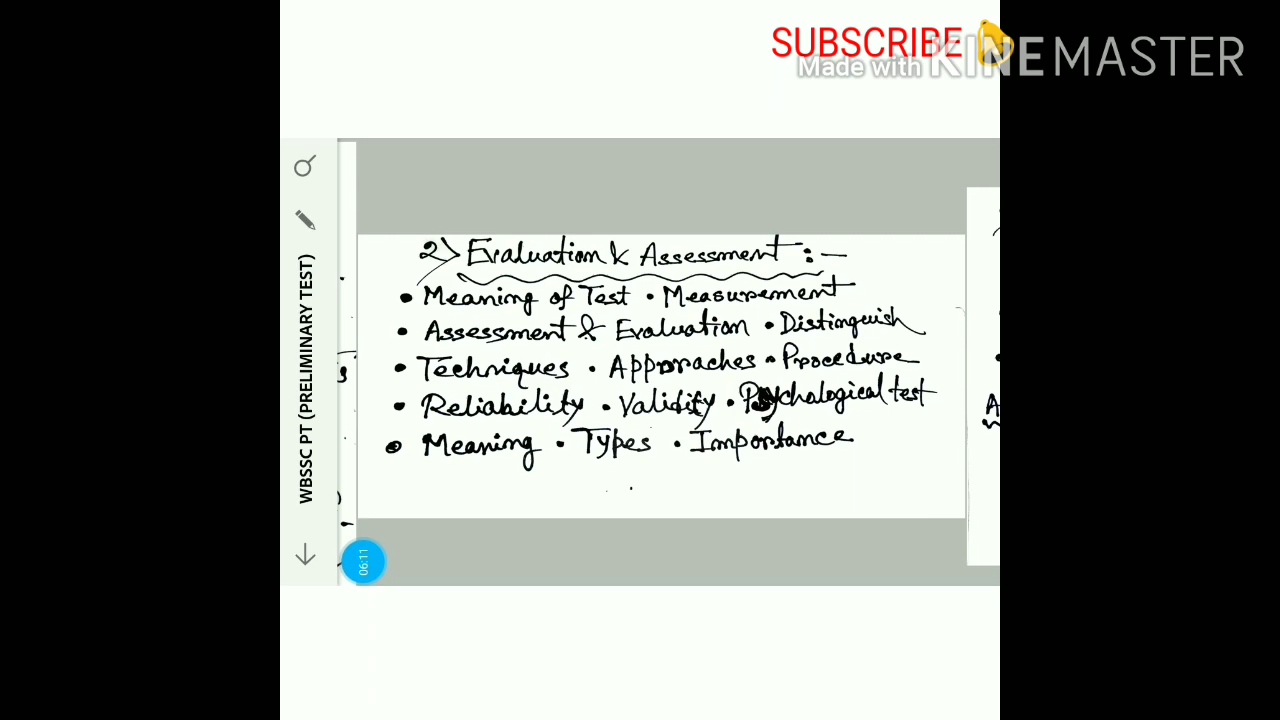 SUBSCRIBE
Made with KINEMASTER
WBSSC PT (PRELIMINARY TEST)
2) Evaluation & Assessment :-
• Meaning of Test • Measurement
• Assessment & Evaluation • Distinguish
• Techniques • Approaches • Procedure
• Reliability • Validity • Psychalogical test
• Meaning • Types • Importance
06:11